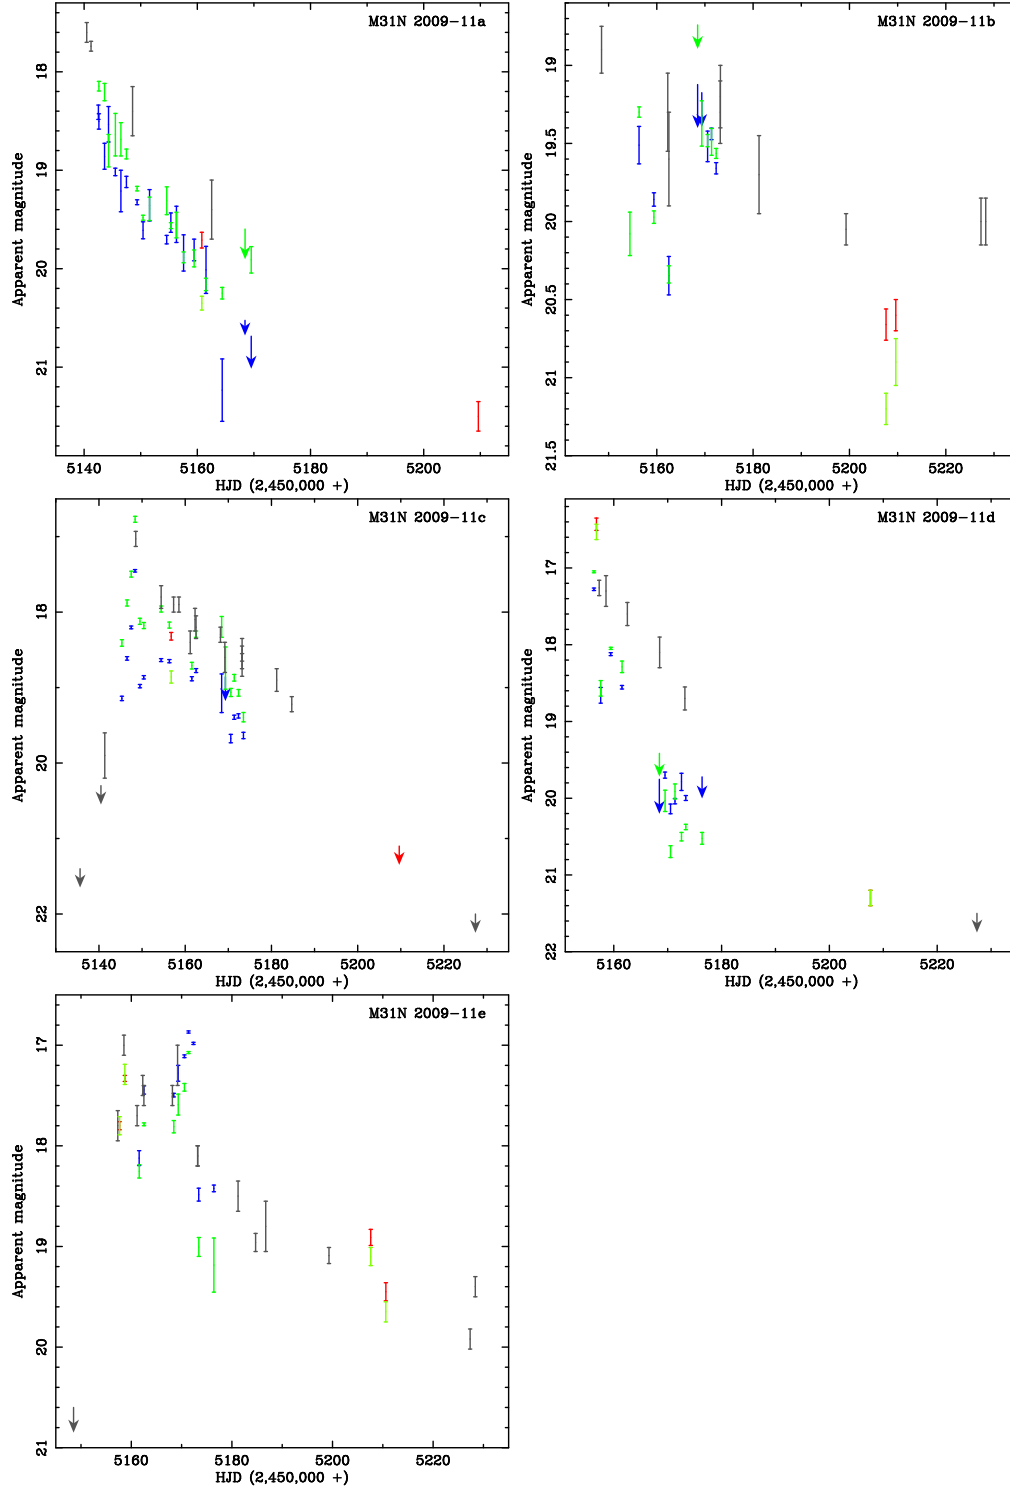 M31N 2009-11a
Apparent magnitude
18
19
20
21
5140 5160 5180 5200
HJD (2,450,000 +)
M31N 2009-11b
Apparent magnitude
19
19.5
20
20.5
21
21.5
5160 5180 5200 5220
HJD (2,450,000 +)
M31N 2009-11c
Apparent magnitude
18
20
22
5140 5160 5180 5200 5220
HJD (2,450,000 +)
M31N 2009-11d
Apparent magnitude
17
18
19
20
21
22
5160 5180 5200 5220
HJD (2,450,000 +)
M31N 2009-11e
Apparent magnitude
17
18
19
20
21
5160 5180 5200 5220
HJD (2,450,000 +)